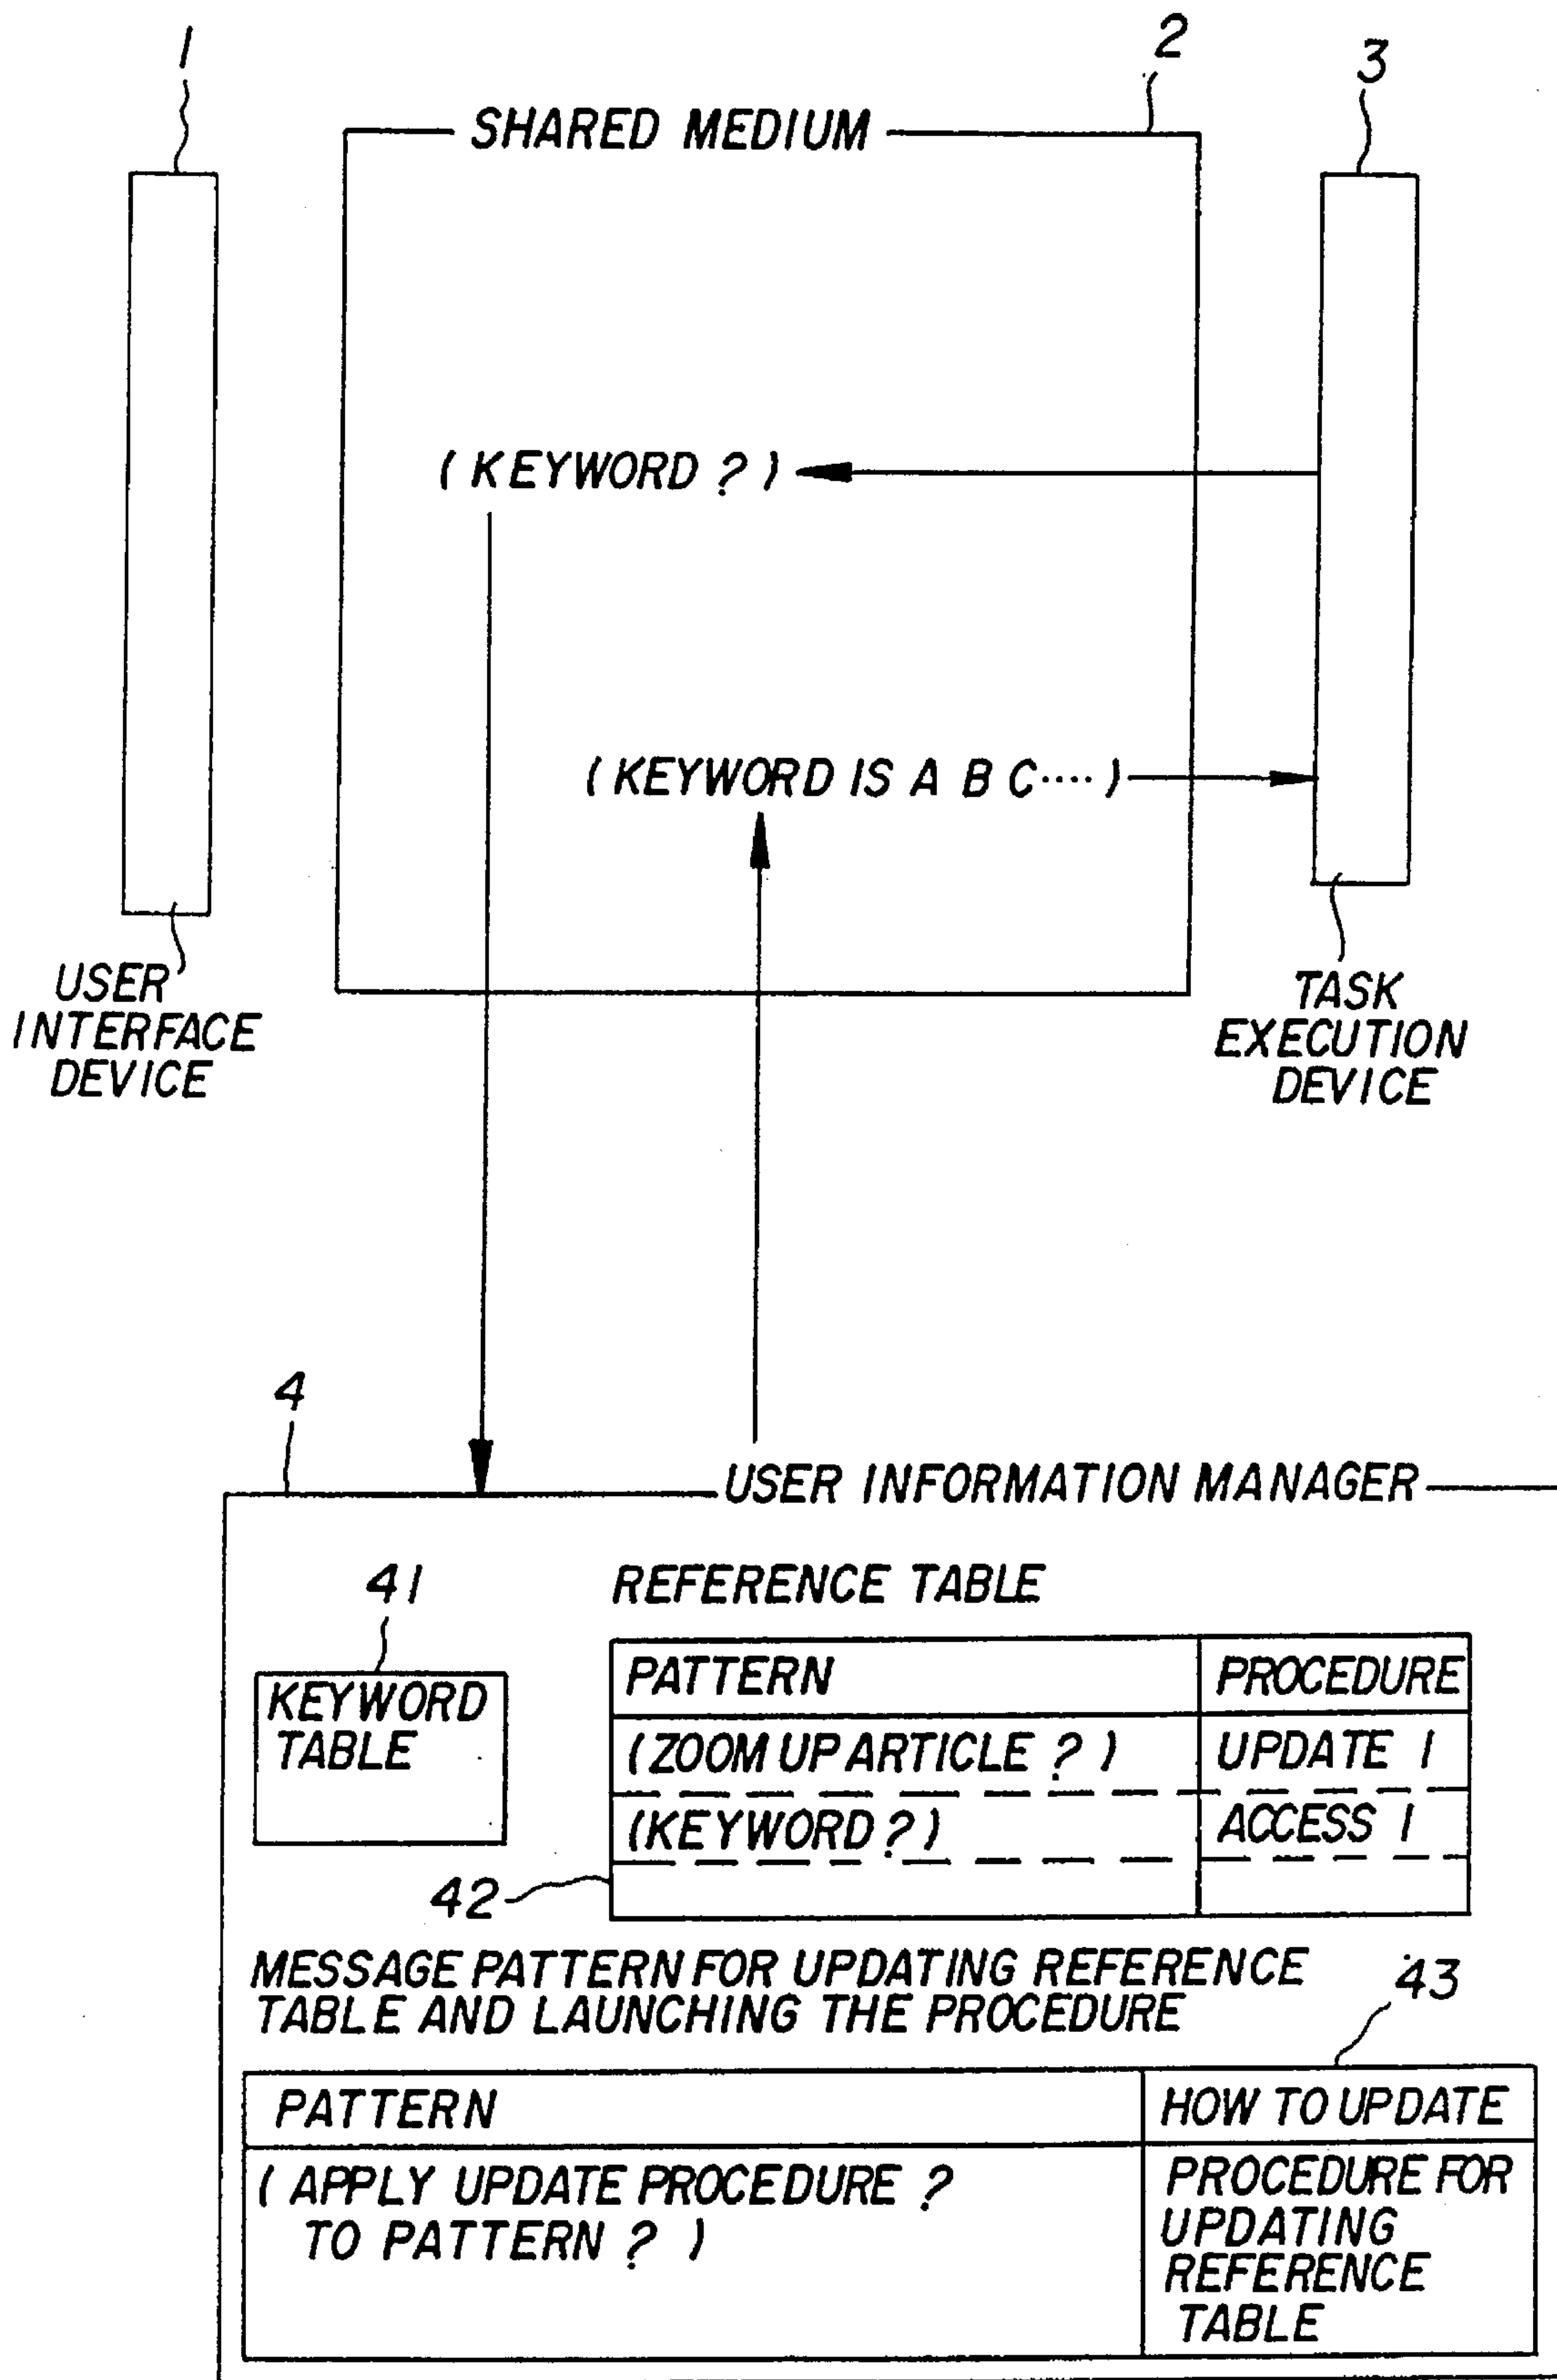 1
2
3
SHARED MEDIUM
(KEYWORD ?)
(KEYWORD IS A B C····)
USER
INTERFACE
DEVICE
TASK
EXECUTION
DEVICE
4
USER INFORMATION MANAGER
41
KEYWORD
TABLE
REFERENCE TABLE
PATTERN PROCEDURE
(ZOOM UP ARTICLE ?) UPDATE 1
(KEYWORD ?) ACCESS 1
42
MESSAGE PATTERN FOR UPDATING REFERENCE
TABLE AND LAUNCHING THE PROCEDURE
43
PATTERN HOW TO UPDATE
(APPLY UPDATE PROCEDURE ?
TO PATTERN ?)
PROCEDURE FOR
UPDATING
REFERENCE
TABLE